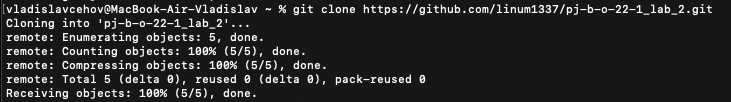 vladislavcehov@MacBook-Air-Vladislav ~ % git clone https://github.com/linum1337/pj-b-o-22-1_lab_2.git
Cloning into 'pj-b-o-22-1_lab_2'...
remote: Enumerating objects: 5, done.
remote: Counting objects: 100% (5/5), done.
remote: Compressing objects: 100% (5/5), done.
remote: Total 5 (delta 0), reused 0 (delta 0), pack-reused 0
Receiving objects: 100% (5/5), done.